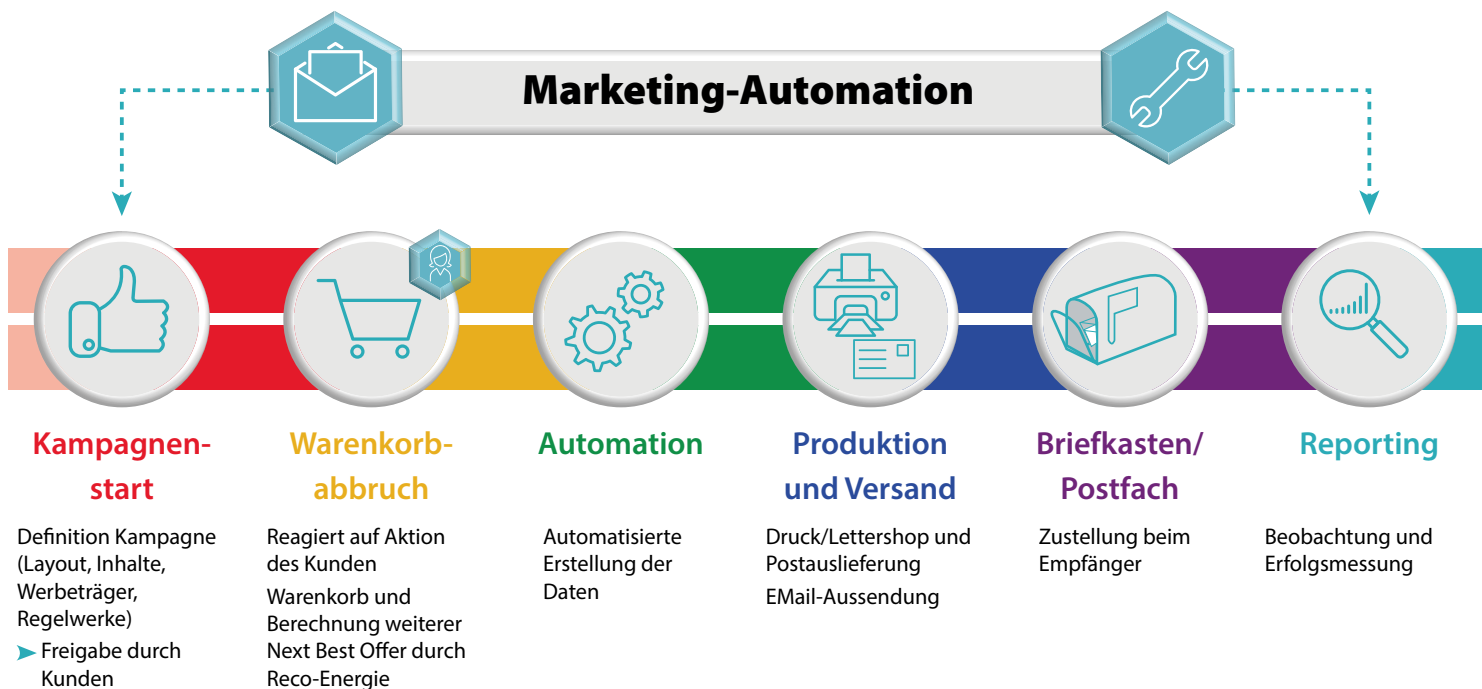 Marketing-Automation
Kampagnen-
start
Definition Kampagne
(Layout, Inhalte,
Werbeträger,
Regelwerke)
Freigabe durch
Kunden
Warenkorb-
abbruch
Reagiert auf Aktion
des Kunden
Warenkorb und
Berechnung weiterer
Next Best Offer durch
Reco-Energie
Automation
Automatisierte
Erstellung der
Daten
Produktion
und Versand
Druck/Lettershop und
Postauslieferung
EMail-Aussendung
Briefkasten/
Postfach
Zustellung beim
Empfänger
Reporting
Beobachtung und
Erfolgsmessung